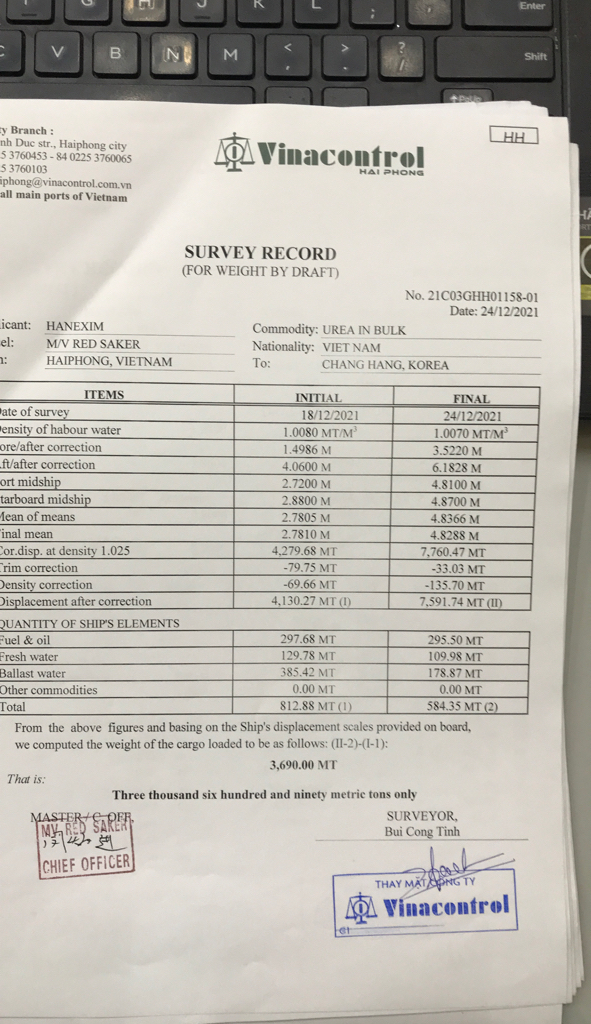 Enter
G
H
J
K
L
;
C
V
B
N
M
<
,
>
.
?
/
Shift
HH
ty Branch :
nh Duc str., Haiphong city
5 3760453 - 84 0225 3760065
5 3760103
iphong@vinacontrol.com.vn
all main ports of Vietnam
Vinacontrol
HAI PHONG
SURVEY RECORD
(FOR WEIGHT BY DRAFT)
No. 21C03GHH01158-01
Date: 24/12/2021
licant: HANEXIM Commodity: UREA IN BULK
el: M/V RED SAKER Nationality: VIET NAM
n: HAIPHONG, VIETNAM To: CHANG HANG, KOREA
ITEMS INITIAL FINAL
Date of survey 18/12/2021 24/12/2021
Density of habour water 1.0080 MT/M³ 1.0070 MT/M³
ore/after correction 1.4986 M 3.5220 M
ft/after correction 4.0600 M 6.1828 M
ort midship 2.7200 M 4.8100 M
tarboard midship 2.8800 M 4.8700 M
Mean of means 2.7805 M 4.8366 M
inal mean 2.7810 M 4.8288 M
Cor.disp. at density 1.025 4,279.68 MT 7,760.47 MT
Trim correction -79.75 MT -33.03 MT
Density correction -69.66 MT -135.70 MT
Displacement after correction 4,130.27 MT (I) 7,591.74 MT (II)
QUANTITY OF SHIP'S ELEMENTS
Fuel & oil 297.68 MT 295.50 MT
Fresh water 129.78 MT 109.98 MT
Ballast water 385.42 MT 178.87 MT
Other commodities 0.00 MT 0.00 MT
Total 812.88 MT (1) 584.35 MT (2)
From the above figures and basing on the Ship's displacement scales provided on board,
we computed the weight of the cargo loaded to be as follows: (II-2)-(I-1):
3,690.00 MT
That is:
Three thousand six hundred and ninety metric tons only
MASTER / C.OFF. SURVEYOR,
Bui Cong Tinh
MV. RED SAKER
CHIEF OFFICER
THAY MẶT CÔNG TY
Vinacontrol